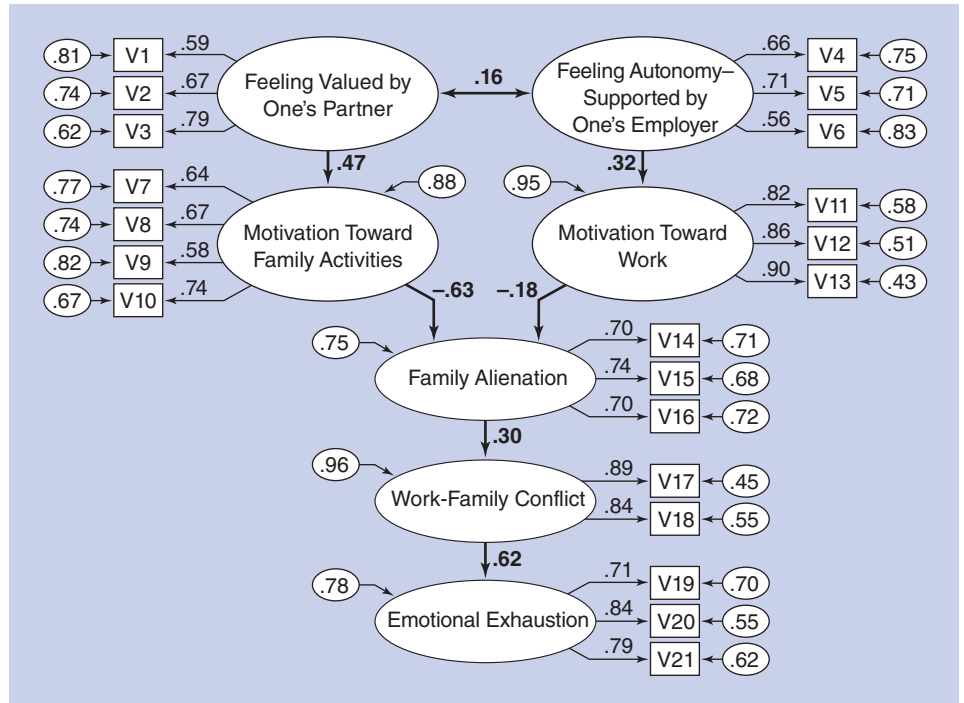 .81 V1 .59
.74 V2 .67
.62 V3 .79
Feeling Valued by
One's Partner
.16
Feeling Autonomy–
Supported by
One's Employer
.66 V4 .75
.71 V5 .71
.56 V6 .83
.47
.32
.77 V7 .64
.74 V8 .67
.82 V9 .58
.67 V10 .74
.88
Motivation Toward
Family Activities
.95
Motivation Toward
Work
.82 V11 .58
.86 V12 .51
.90 V13 .43
–.63
–.18
.75
Family Alienation
.70 V14 .71
.74 V15 .68
.70 V16 .72
.30
.96
Work-Family Conflict
.89 V17 .45
.84 V18 .55
.62
.78
Emotional Exhaustion
.71 V19 .70
.84 V20 .55
.79 V21 .62